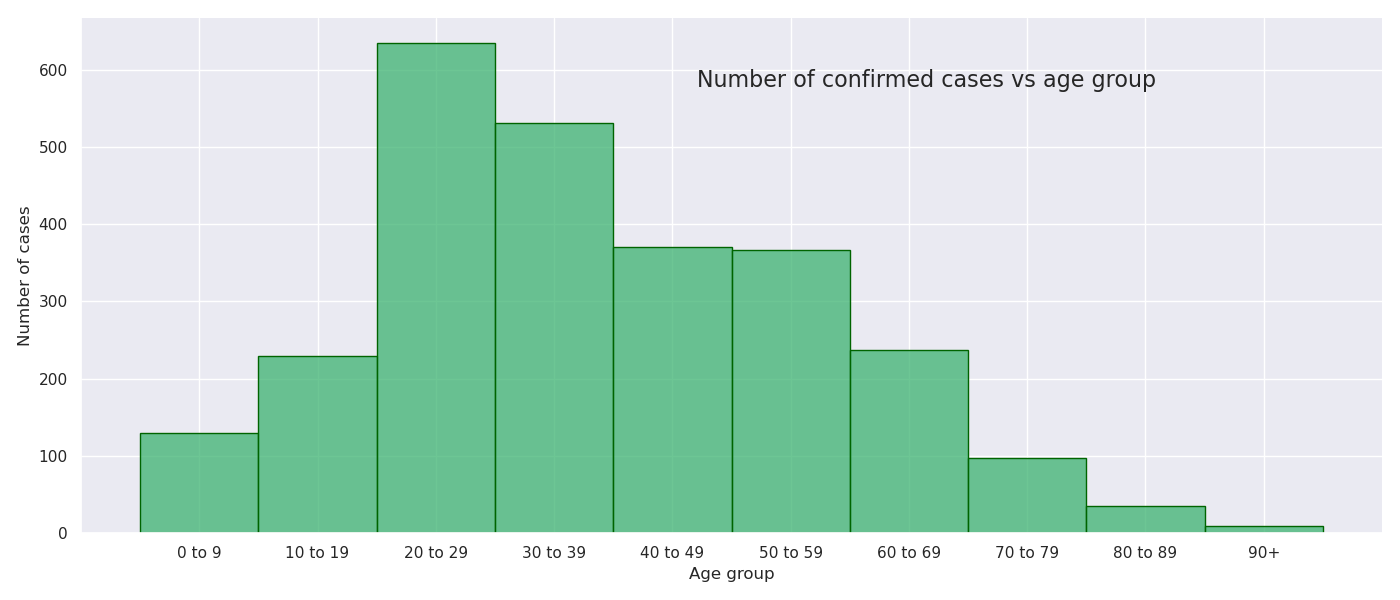 Number of confirmed cases vs age group
Number of cases
600
500
400
300
200
100
0
0 to 9
10 to 19
20 to 29
30 to 39
40 to 49
50 to 59
60 to 69
70 to 79
80 to 89
90+
Age group